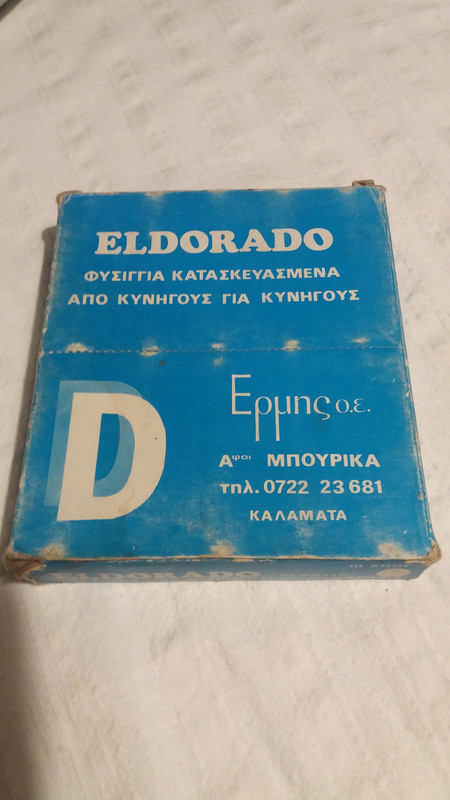 ELDORADO
ΦΥΣΙΓΓΙΑ ΚΑΤΑΣΚΕΥΑΣΜΕΝΑ
ΑΠΟ ΚΥΝΗΓΟΥΣ ΓΙΑ ΚΥΝΗΓΟΥΣ
D
Ερμης ο.ε.
Αφοι ΜΠΟΥΡΙΚΑ
τηλ. 0722 23 681
ΚΑΛΑΜΑΤΑ
ELDORADO